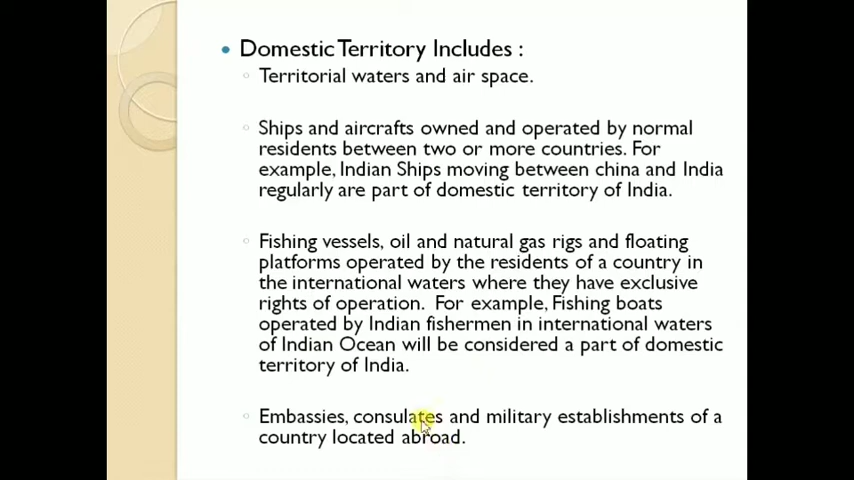 Domestic Territory Includes :
Territorial waters and air space.
Ships and aircrafts owned and operated by normal
residents between two or more countries. For
example, Indian Ships moving between china and India
regularly are part of domestic territory of India.
Fishing vessels, oil and natural gas rigs and floating
platforms operated by the residents of a country in
the international waters where they have exclusive
rights of operation. For example, Fishing boats
operated by Indian fishermen in international waters
of Indian Ocean will be considered a part of domestic
territory of India.
Embassies, consulates and military establishments of a
country located abroad.